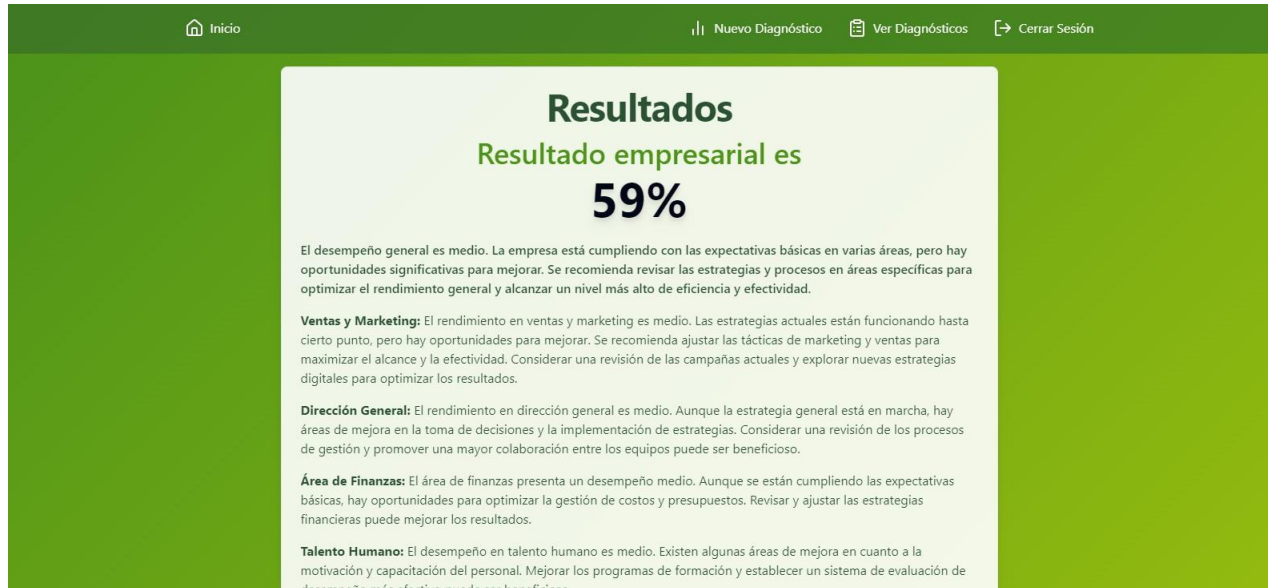 Inicio
Nuevo Diagnóstico
Ver Diagnósticos
Cerrar Sesión
Resultados
Resultado empresarial es
59%
El desempeño general es medio. La empresa está cumpliendo con las expectativas básicas en varias áreas, pero hay
oportunidades significativas para mejorar. Se recomienda revisar las estrategias y procesos en áreas específicas para
optimizar el rendimiento general y alcanzar un nivel más alto de eficiencia y efectividad.
Ventas y Marketing: El rendimiento en ventas y marketing es medio. Las estrategias actuales están funcionando hasta
cierto punto, pero hay oportunidades para mejorar. Se recomienda ajustar las tácticas de marketing y ventas para
maximizar el alcance y la efectividad. Considerar una revisión de las campañas actuales y explorar nuevas estrategias
digitales para optimizar los resultados.
Dirección General: El rendimiento en dirección general es medio. Aunque la estrategia general está en marcha, hay
áreas de mejora en la toma de decisiones y la implementación de estrategias. Considerar una revisión de los procesos
de gestión y promover una mayor colaboración entre los equipos puede ser beneficioso.
Área de Finanzas: El área de finanzas presenta un desempeño medio. Aunque se están cumpliendo las expectativas
básicas, hay oportunidades para optimizar la gestión de costos y presupuestos. Revisar y ajustar las estrategias
financieras puede mejorar los resultados.
Talento Humano: El desempeño en talento humano es medio. Existen algunas áreas de mejora en cuanto a la
motivación y capacitación del personal. Mejorar los programas de formación y establecer un sistema de evaluación de